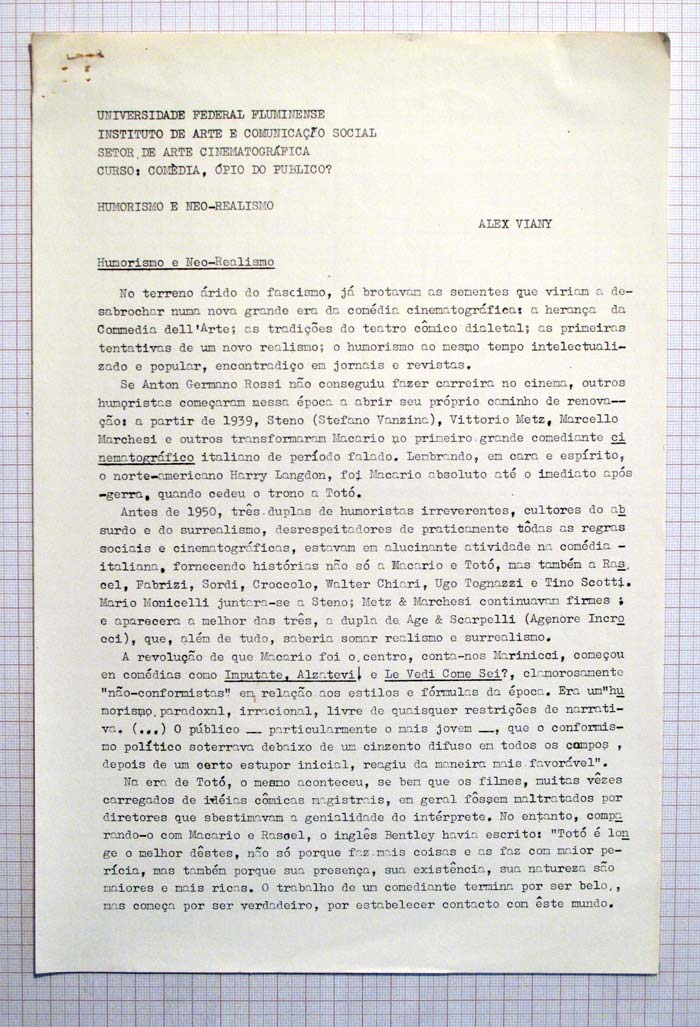 UNIVERSIDADE FEDERAL FLUMINENSE
INSTITUTO DE ARTE E COMUNICAÇÃO SOCIAL
SETOR DE ARTE CINEMATOGRÁFICA
CURSO: COMÉDIA, ÓPIO DO PUBLICO?
HUMORISMO E NEO-REALISMO
ALEX VIANY
Humorismo e Neo-Realismo
No terreno árido do fascismo, já brotavam as sementes que viriam a de-
sabrochar numa nova grande era da comédia cinematográfica: a herança da
Commedia dell'Arte; as tradições do teatro cômico dialetal; as primeiras
tentativas de um novo realismo; o humorismo ao mesmo tempo intelectuali-
zado e popular, encontradiço em jornais e revistas.
Se Anton Germano Rossi não conseguiu fazer carreira no cinema, outros
humoristas começaram nessa época a abrir seu próprio caminho de renova--
ção: a partir de 1939, Steno (Stefano Vanzina), Vittorio Metz, Marcello
Marchesi e outros transformaram Macario no primeiro grande comediante ci
nematográfico italiano de período falado. Lembrando, em cara e espírito,
o norte-americano Harry Langdon, foi Macario absoluto até o imediato após
-gerra, quando cedeu o trono a Totó.
Antes de 1950, três duplas de humoristas irreverentes, cultores do ab
surdo e do surrealismo, desrespeitadores de praticamente tôdas as regras
sociais e cinematográficas, estavam em alucinante atividade na comédia -
italiana, fornecendo histórias não só a Macario e Totó, mas também a Ras
cel, Fabrizi, Sordi, Croccolo, Walter Chiari, Ugo Tognazzi e Tino Scotti.
Mario Monicelli juntara-se a Steno; Metz & Marchesi continuavam firmes ;
e aparecera a melhor das três, a dupla de Age & Scarpelli (Agenore Incro
cci), que, além de tudo, saberia somar realismo e surrealismo.
A revolução de que Macario foi o centro, conta-nos Marinicci, começou
en comédias como Imputate, Alzatevi! e Le Vedi Come Sei?, clamorosamente
"não-conformistas" em relação aos estilos e fórmulas da época. Era um"hu
morismo paradoxal, irracional, livre de quaisquer restrições de narrati-
va. (...) O público — particularmente o mais jovem —, que o conformis-
mo político soterrava debaixo de um cinzento difuso em todos os campos ,
depois de um certo estupor inicial, reagiu da maneira mais favorável".
Na era de Totó, o mesmo aconteceu, se bem que os filmes, muitas vêzes
carregados de idéias cômicas magistrais, em geral fôssem maltratados por
diretores que sbestimavam a genialidade do intérprete. No entanto, compa
rando-o com Macario e Rascel, o inglês Bentley havia escrito: "Totó é lon
ge o melhor dêstes, não só porque faz mais coisas e as faz com maior pe-
rícia, mas também porque sua presença, sua existência, sua natureza são
maiores e mais ricas. O trabalho de um comediante termina por ser belo,,
mas começa por ser verdadeiro, por estabelecer contacto com êste mundo.